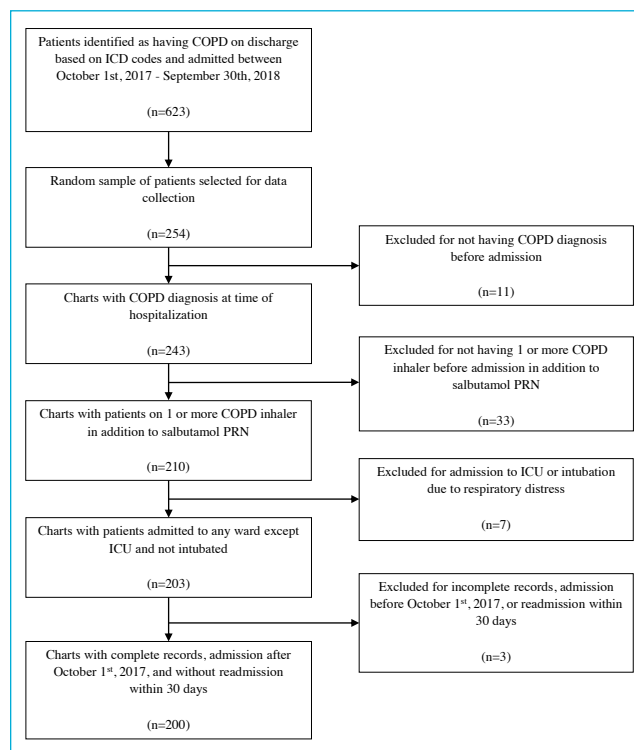 Patients identified as having COPD on discharge
based on ICD codes and admitted between
October 1st, 2017 - September 30th, 2018
(n=623)
Random sample of patients selected for data
collection
(n=254)
Excluded for not having COPD diagnosis
before admission
(n=11)
Charts with COPD diagnosis at time of
hospitalization
(n=243)
Excluded for not having 1 or more COPD
inhaler before admission in addition to
salbutamol PRN
(n=33)
Charts with patients on 1 or more COPD inhaler
in addition to salbutamol PRN
(n=210)
Excluded for admission to ICU or intubation
due to respiratory distress
(n=7)
Charts with patients admitted to any ward except
ICU and not intubated
(n=203)
Excluded for incomplete records, admission
before October 1st, 2017, or readmission within
30 days
(n=3)
Charts with complete records, admission after
October 1st, 2017, and without readmission
within 30 days
(n=200)